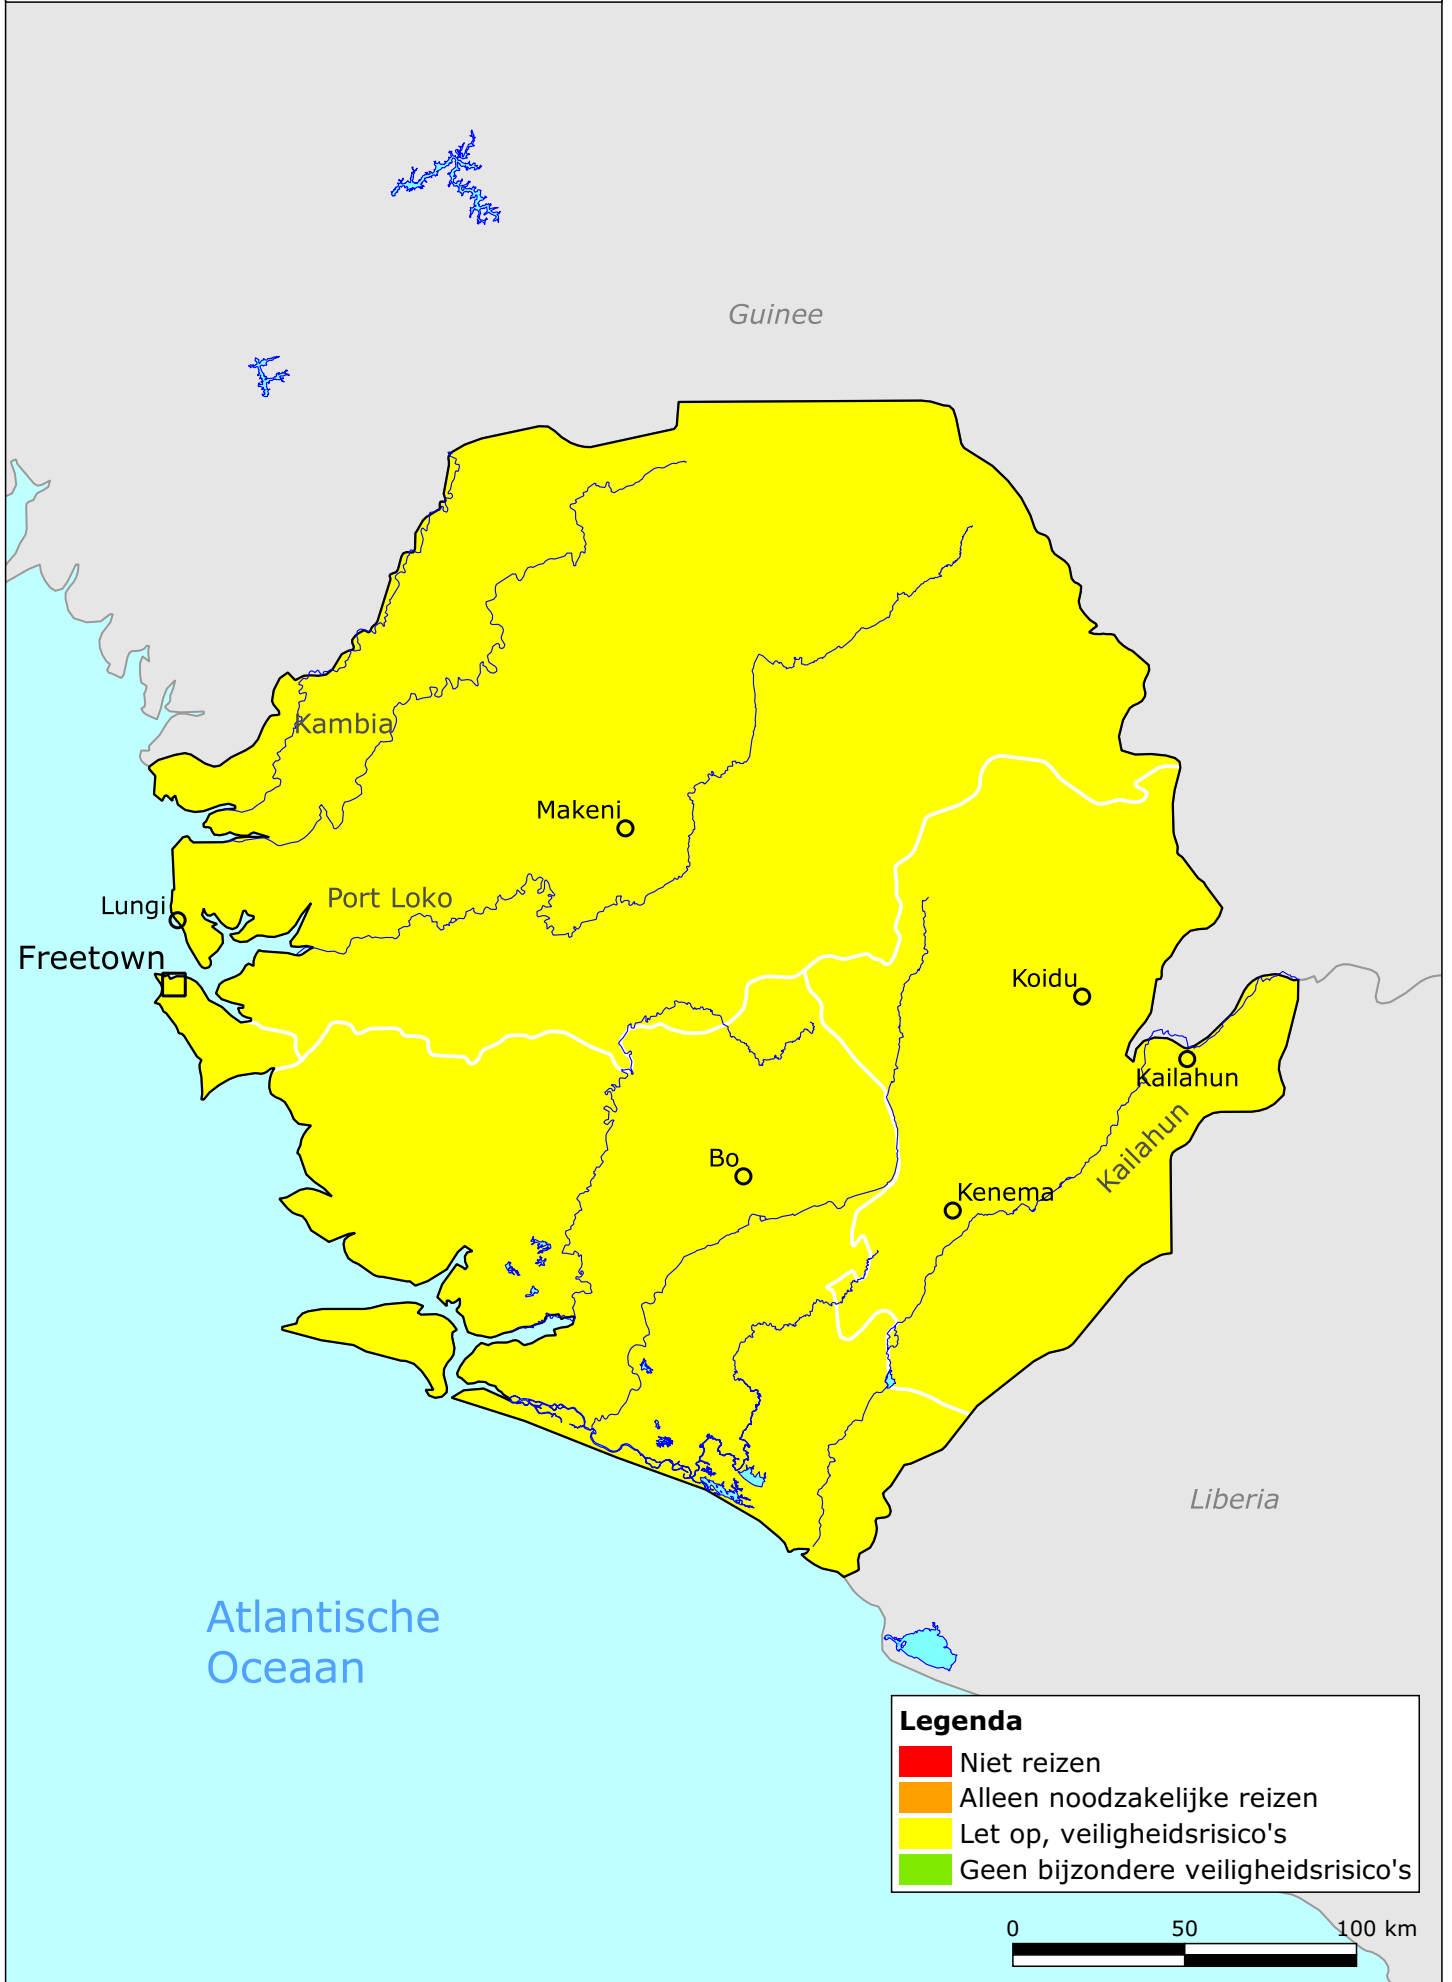 Guinee
Kambia
Makeni
Port Loko
Lungi
Freetown
Koidu
Kailahun
Kailahun
Bo
Kenema
Liberia
Atlantische
Oceaan
Legenda
Niet reizen
Alleen noodzakelijke reizen
Let op, veiligheidsrisico's
Geen bijzondere veiligheidsrisico's
0 50 100 km